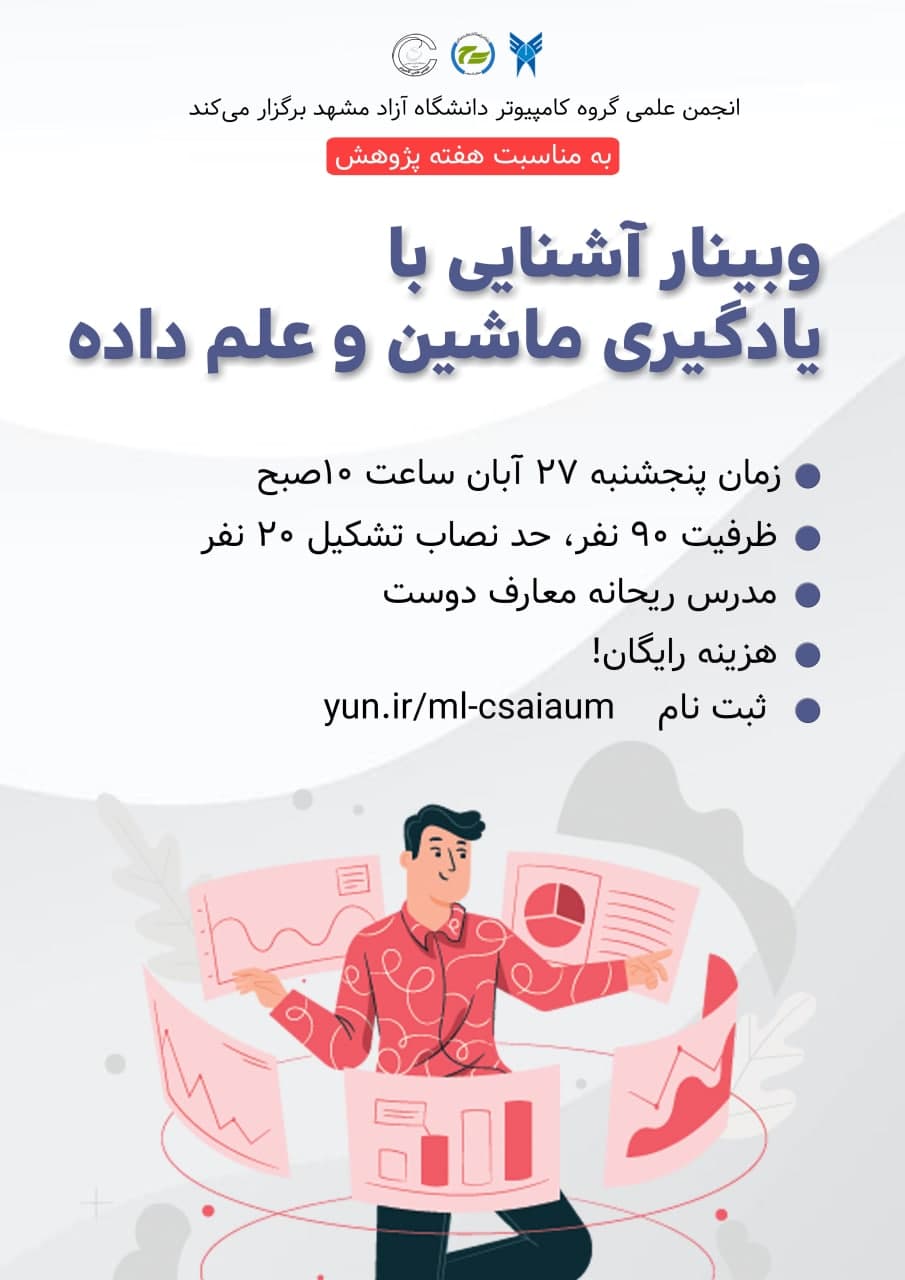 انجمن علمی گروه کامپیوتر دانشگاه آزاد مشهد برگزار می‌کند
به مناسبت هفته پژوهش
وبینار آشنایی با
یادگیری ماشین و علم داده
زمان پنجشنبه ۲۷ آبان ساعت ۱۰صبح
ظرفیت ۹۰ نفر، حد نصاب تشکیل ۲۰ نفر
مدرس ریحانه معارف دوست
هزینه رایگان!
ثبت نام yun.ir/ml-csaiaum